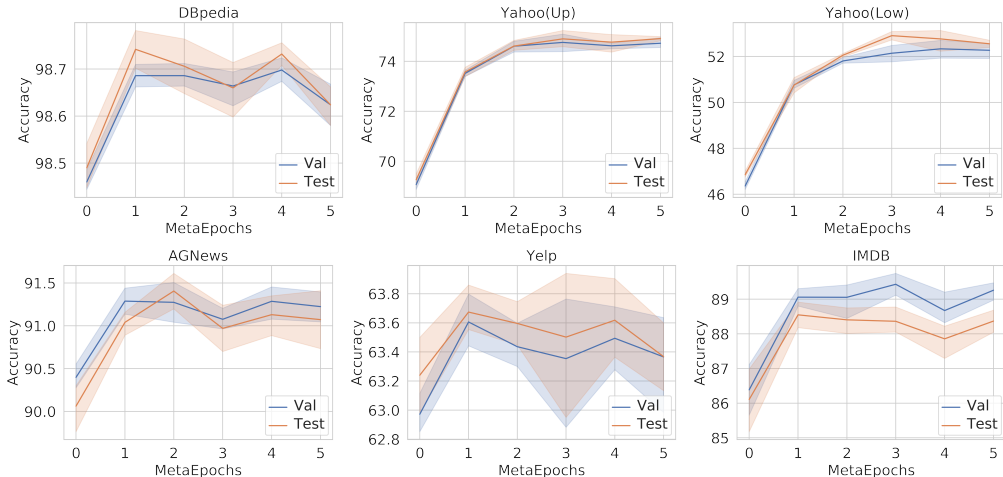 DBpedia
98.7
98.6
98.5
Accuracy
Val
Test
0 1 2 3 4 5
MetaEpochs
Yahoo(Up)
74
72
70
Accuracy
Val
Test
0 1 2 3 4 5
MetaEpochs
Yahoo(Low)
52
50
48
46
Accuracy
Val
Test
0 1 2 3 4 5
MetaEpochs
AGNews
91.5
91.0
90.5
90.0
Accuracy
Val
Test
0 1 2 3 4 5
MetaEpochs
Yelp
63.8
63.6
63.4
63.2
63.0
62.8
Accuracy
Val
Test
0 1 2 3 4 5
MetaEpochs
IMDB
89
88
87
86
85
Accuracy
Val
Test
0 1 2 3 4 5
MetaEpochs